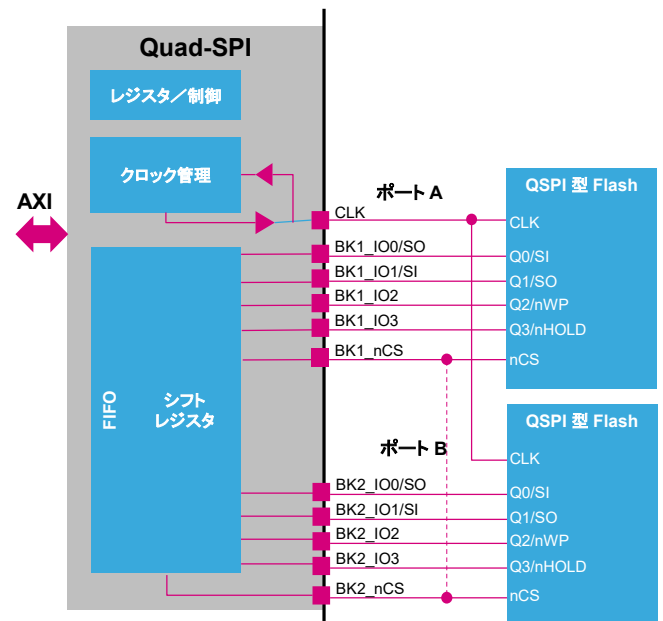 Quad-SPI
レジスタ／制御
クロック管理
AXI
FIFO
シフト
レジスタ
ポート A
CLK
BK1_IO0/SO
BK1_IO1/SI
BK1_IO2
BK1_IO3
BK1_nCS
QSPI 型 Flash
CLK
Q0/SI
Q1/SO
Q2/nWP
Q3/nHOLD
nCS
ポート B
BK2_IO0/SO
BK2_IO1/SI
BK2_IO2
BK2_IO3
BK2_nCS
QSPI 型 Flash
CLK
Q0/SI
Q1/SO
Q2/nWP
Q3/nHOLD
nCS